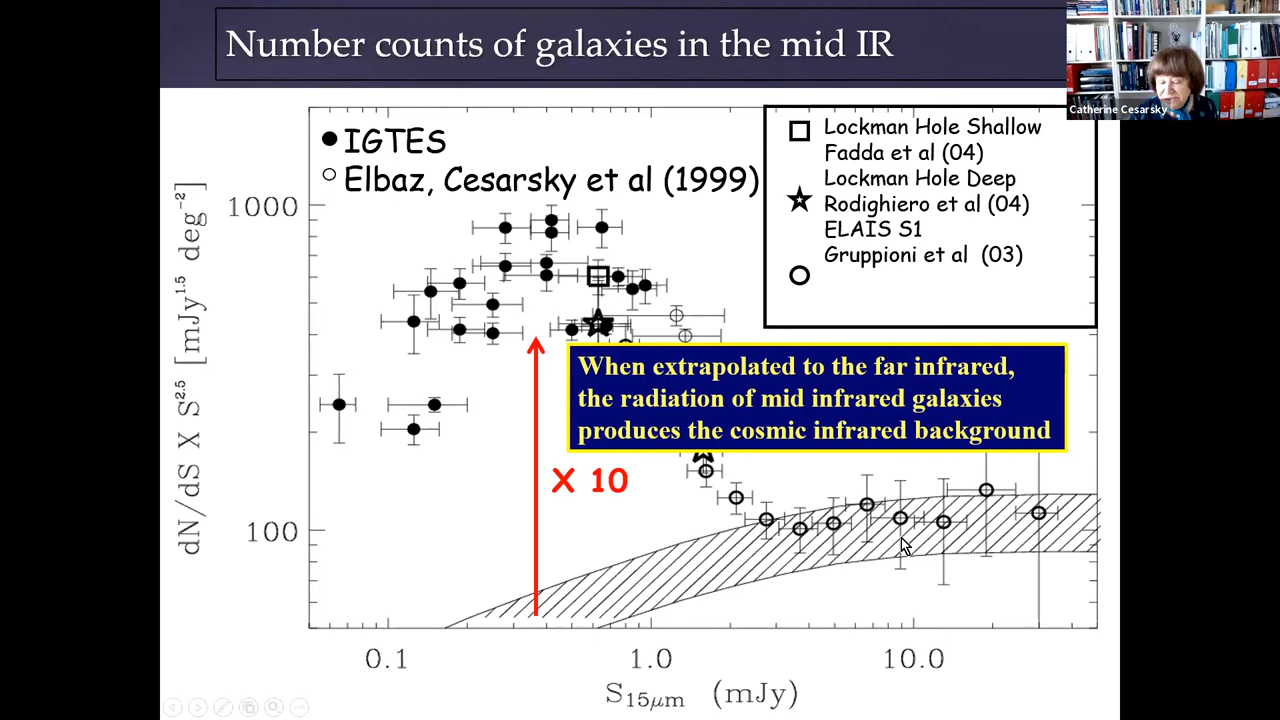 Number counts of galaxies in the mid IR
Catherine Cesarsky
IGTES
Elbaz, Cesarsky et al (1999)
Lockman Hole Shallow
Fadda et al (04)
Lockman Hole Deep
Rodighiero et al (04)
ELAIS S1
Gruppioni et al (03)
1000
100
dN/dS X S^2.5 [mJy^1.5 deg^-2]
When extrapolated to the far infrared,
the radiation of mid infrared galaxies
produces the cosmic infrared background
X 10
0.1 1.0 10.0
S_15μm (mJy)